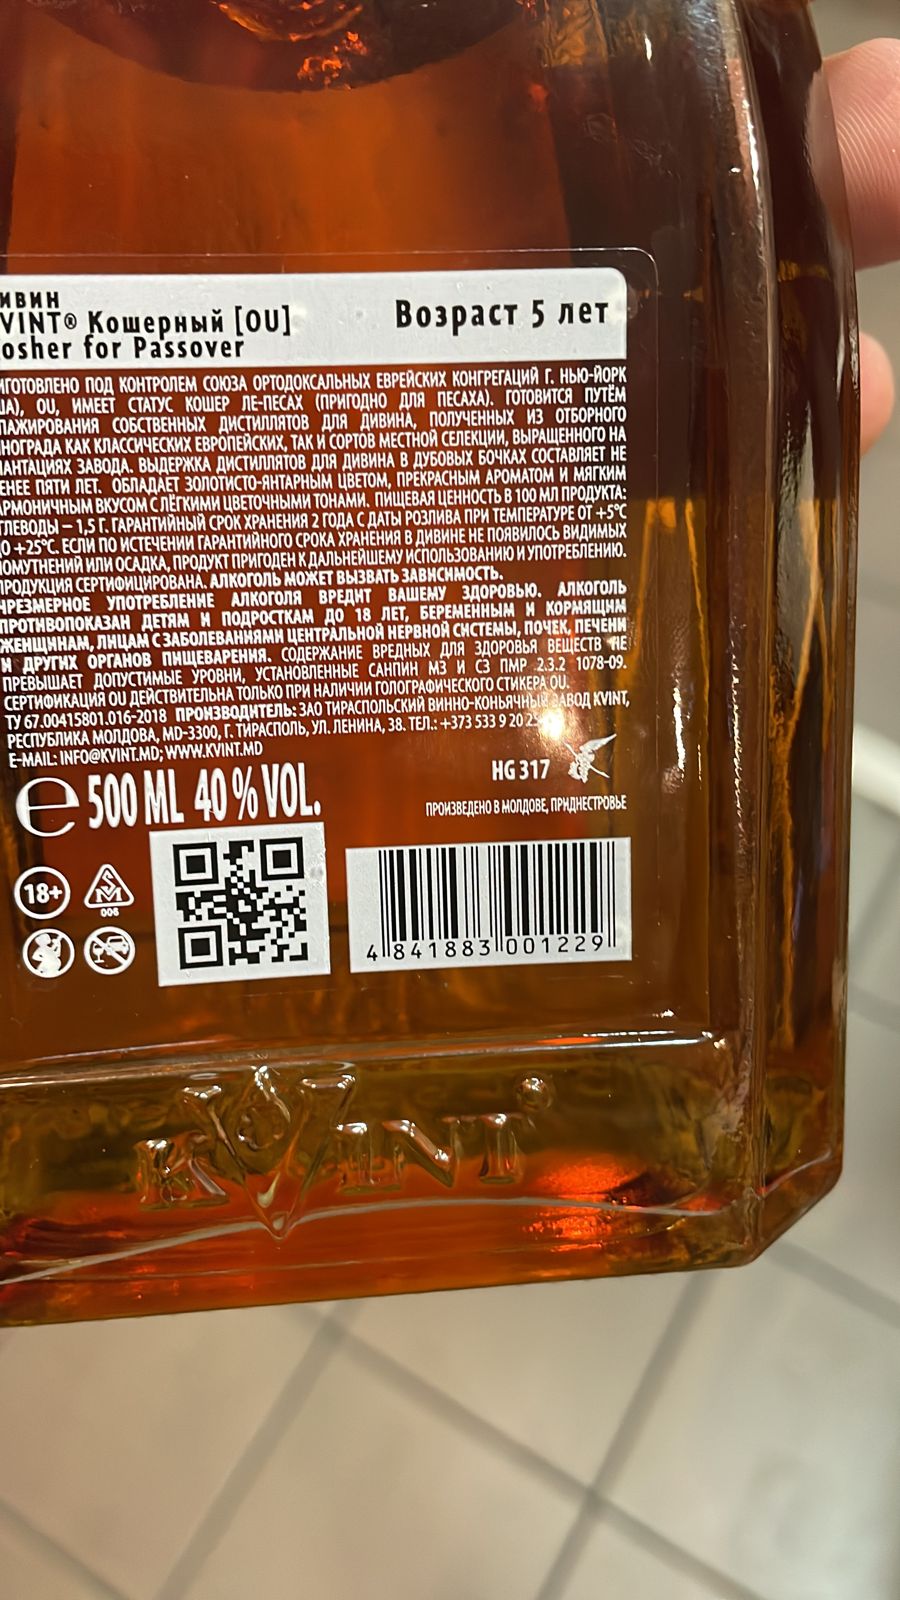 ИВИН
VINT® Кошерный [OU]
osher for Passover
Возраст 5 лет
ИГОТОВЛЕНО ПОД КОНТРОЛЕМ СОЮЗА ОРТОДОКСАЛЬНЫХ ЕВРЕЙСКИХ КОНГРЕГАЦИЙ Г. НЬЮ-ЙОРК
ША), OU, ИМЕЕТ СТАТУС КОШЕР ЛЕ-ПЕСАХ (ПРИГОДНО ДЛЯ ПЕСАХА). ГОТОВИТСЯ ПУТЁМ
ПАЖИРОВАНИЯ СОБСТВЕННЫХ ДИСТИЛЛЯТОВ ДЛЯ ДИВИНА, ПОЛУЧЕННЫХ ИЗ ОТБОРНОГО
НОГРАДА КАК КЛАССИЧЕСКИХ ЕВРОПЕЙСКИХ, ТАК И СОРТОВ МЕСТНОЙ СЕЛЕКЦИИ, ВЫРАЩЕННОГО НА
АНТАЦИЯХ ЗАВОДА. ВЫДЕРЖКА ДИСТИЛЛЯТОВ ДЛЯ ДИВИНА В ДУБОВЫХ БОЧКАХ СОСТАВЛЯЕТ НЕ
ЕНЕЕ ПЯТИ ЛЕТ. ОБЛАДАЕТ ЗОЛОТИСТО-ЯНТАРНЫМ ЦВЕТОМ, ПРЕКРАСНЫМ АРОМАТОМ И МЯГКИМ
АРМОНИЧНЫМ ВКУСОМ С ЛЁГКИМИ ЦВЕТОЧНЫМИ ТОНАМИ. ПИЩЕВАЯ ЦЕННОСТЬ В 100 МЛ ПРОДУКТА:
ГЛЕВОДЫ – 1,5 Г. ГАРАНТИЙНЫЙ СРОК ХРАНЕНИЯ 2 ГОДА С ДАТЫ РОЗЛИВА ПРИ ТЕМПЕРАТУРЕ ОТ +5°С
ДО +25°С. ЕСЛИ ПО ИСТЕЧЕНИИ ГАРАНТИЙНОГО СРОКА ХРАНЕНИЯ В ДИВИНЕ НЕ ПОЯВИЛОСЬ ВИДИМЫХ
ПОМУТНЕНИЙ ИЛИ ОСАДКА, ПРОДУКТ ПРИГОДЕН К ДАЛЬНЕЙШЕМУ ИСПОЛЬЗОВАНИЮ И УПОТРЕБЛЕНИЮ.
ПРОДУКЦИЯ СЕРТИФИЦИРОВАНА. АЛКОГОЛЬ МОЖЕТ ВЫЗВАТЬ ЗАВИСИМОСТЬ.
ЧРЕЗМЕРНОЕ УПОТРЕБЛЕНИЕ АЛКОГОЛЯ ВРЕДИТ ВАШЕМУ ЗДОРОВЬЮ. АЛКОГОЛЬ
ПРОТИВОПОКАЗАН ДЕТЯМ И ПОДРОСТКАМ ДО 18 ЛЕТ, БЕРЕМЕННЫМ И КОРМЯЩИМ
ЖЕНЩИНАМ, ЛИЦАМ С ЗАБОЛЕВАНИЯМИ ЦЕНТРАЛЬНОЙ НЕРВНОЙ СИСТЕМЫ, ПОЧЕК, ПЕЧЕНИ
И ДРУГИХ ОРГАНОВ ПИЩЕВАРЕНИЯ. СОДЕРЖАНИЕ ВРЕДНЫХ ДЛЯ ЗДОРОВЬЯ ВЕЩЕСТВ НЕ
ПРЕВЫШАЕТ ДОПУСТИМЫЕ УРОВНИ, УСТАНОВЛЕННЫЕ САНПИН МЗ И СЗ ПМР 2.3.2 1078-09.
СЕРТИФИКАЦИЯ OU ДЕЙСТВИТЕЛЬНА ТОЛЬКО ПРИ НАЛИЧИИ ГОЛОГРАФИЧЕСКОГО СТИКЕРА OU.
ТУ 67.00415801.016-2018 ПРОИЗВОДИТЕЛЬ: ЗАО ТИРАСПОЛЬСКИЙ ВИННО-КОНЬЯЧНЫЙ ЗАВОД KVINT,
РЕСПУБЛИКА МОЛДОВА, MD-3300, Г. ТИРАСПОЛЬ, УЛ. ЛЕНИНА, 38. ТЕЛ.: +373 533 9 20 2
E-MAIL: INFO@KVINT.MD; WWW.KVINT.MD
HG 317
℮ 500 ML 40 % VOL.
ПРОИЗВЕДЕНО В МОЛДОВЕ, ПРИДНЕСТРОВЬЕ
18+
006
4 841883 001229
KVINT®